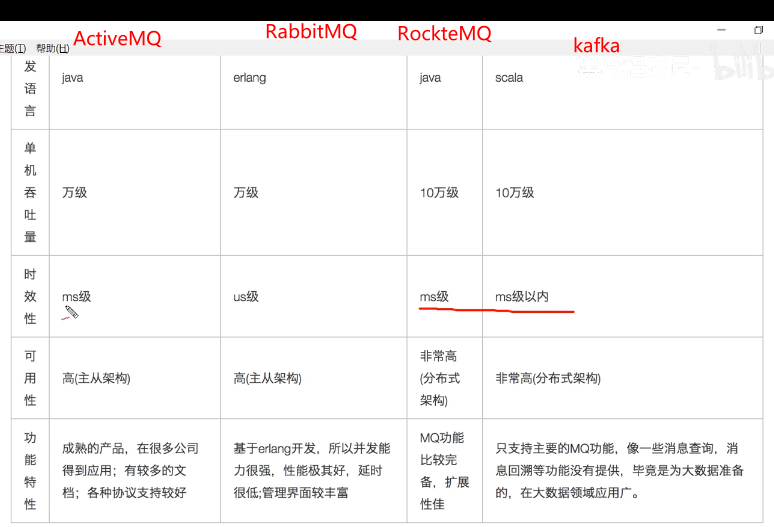 ActiveMQ
RabbitMQ
RockteMQ
kafka
主题(I) 帮助(H)
发
语
言
java
erlang
java
scala
单
机
吞
吐
量
万级
万级
10万级
10万级
时
效
性
ms级
us级
ms级
ms级以内
可
用
性
高(主从架构)
高(主从架构)
非常高
(分布式
架构)
非常高(分布式架构)
功
能
特
性
成熟的产品，在很多公司
得到应用；有较多的文
档；各种协议支持较好
基于erlang开发，所以并发能
力很强，性能极其好，延时
很低;管理界面较丰富
MQ功能
比较完
备，扩展
性佳
只支持主要的MQ功能，像一些消息查询，消
息回溯等功能没有提供，毕竟是为大数据准备
的，在大数据领域应用广。